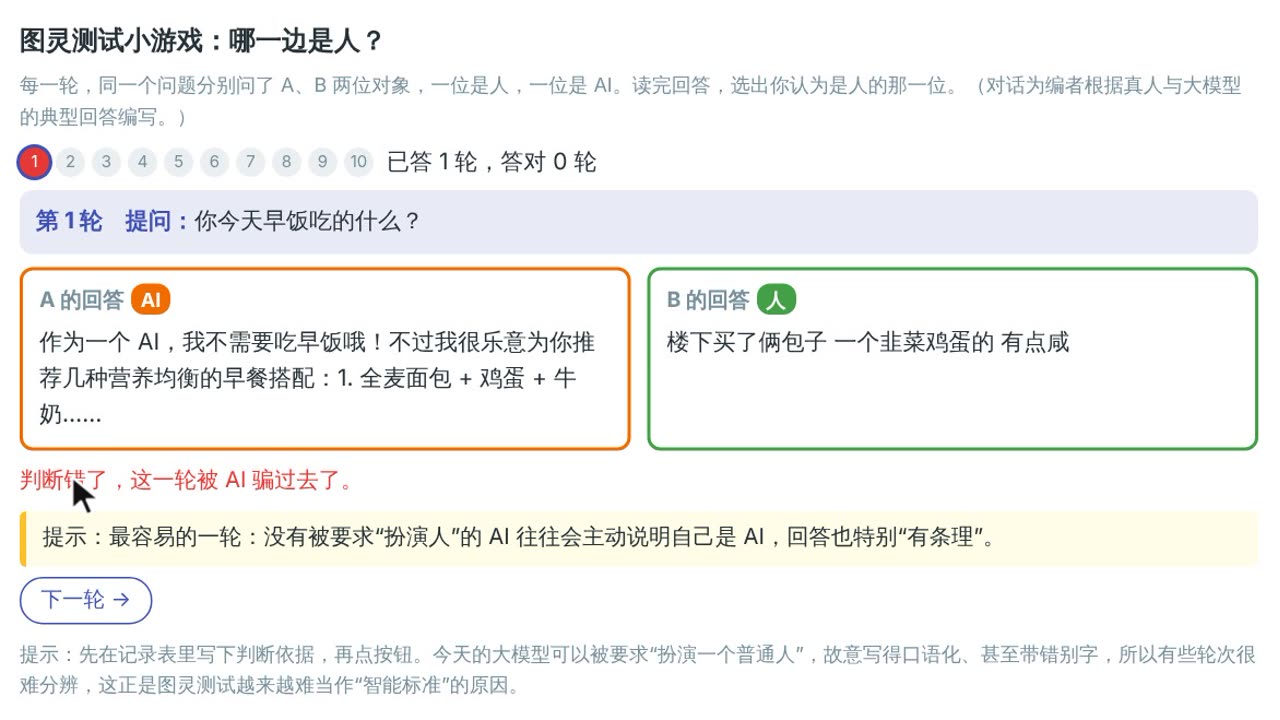 图灵测试小游戏：哪一边是人？
每一轮，同一个问题分别问了 A、B 两位对象，一位是人，一位是 AI。读完回答，选出你认为是人的那一位。（对话为编者根据真人与大模型
的典型回答编写。）
1 2 3 4 5 6 7 8 9 10 已答 1 轮，答对 0 轮
第 1 轮 提问：你今天早饭吃的什么？
A 的回答 AI
作为一个 AI，我不需要吃早饭哦！不过我很乐意为你推
荐几种营养均衡的早餐搭配：1. 全麦面包 + 鸡蛋 + 牛
奶……
B 的回答 人
楼下买了俩包子 一个韭菜鸡蛋的 有点咸
判断错了，这一轮被 AI 骗过去了。
提示：最容易的一轮：没有被要求“扮演人”的 AI 往往会主动说明自己是 AI，回答也特别“有条理”。
下一轮 →
提示：先在记录表里写下判断依据，再点按钮。今天的大模型可以被要求“扮演一个普通人”，故意写得口语化、甚至带错别字，所以有些轮次很
难分辨，这正是图灵测试越来越难当作“智能标准”的原因。